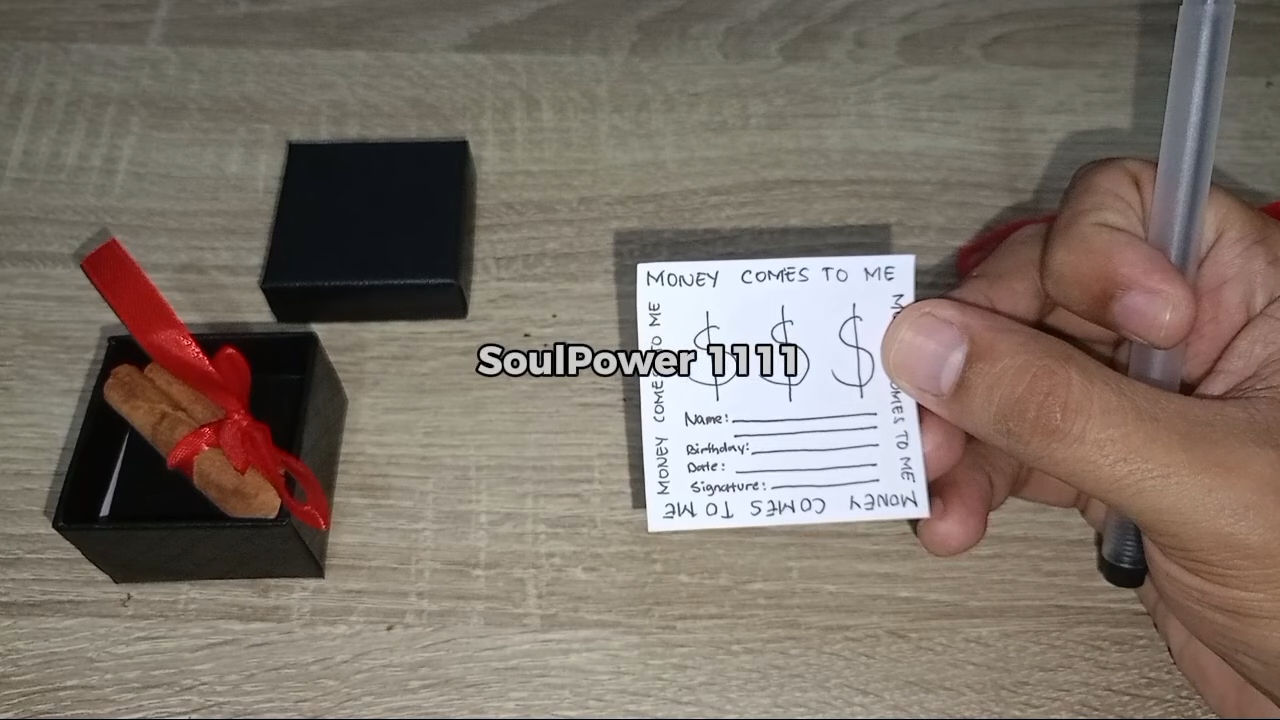 MONEY COMES TO ME
MONEY COMES TO ME
$ $ $
SoulPower 1111
COMES TO ME
Name:
Birthday:
Date:
Signature:
MONEY COMES TO ME